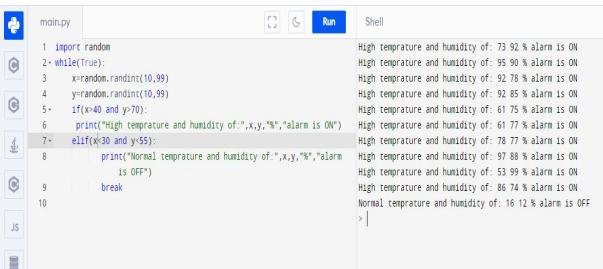 main.py
Run
Shell
1 import random
2 while(True):
3 x=random.randint(10,99)
4 y=random.randint(10,99)
5 if(x>40 and y>70):
6 print("High temprature and humidity of:",x,y,"%","alarm is ON")
7 elif(x<30 and y<55):
8 print("Normal temprature and humidity of:",x,y,"%","alarm
is OFF")
9 break
10
JS
High temprature and humidity of: 73 92 % alarm is ON
High temprature and humidity of: 95 90 % alarm is ON
High temprature and humidity of: 92 78 % alarm is ON
High temprature and humidity of: 92 85 % alarm is ON
High temprature and humidity of: 61 75 % alarm is ON
High temprature and humidity of: 61 77 % alarm is ON
High temprature and humidity of: 78 77 % alarm is ON
High temprature and humidity of: 97 88 % alarm is ON
High temprature and humidity of: 53 99 % alarm is ON
High temprature and humidity of: 86 74 % alarm is ON
Normal temprature and humidity of: 16 12 % alarm is OFF
>